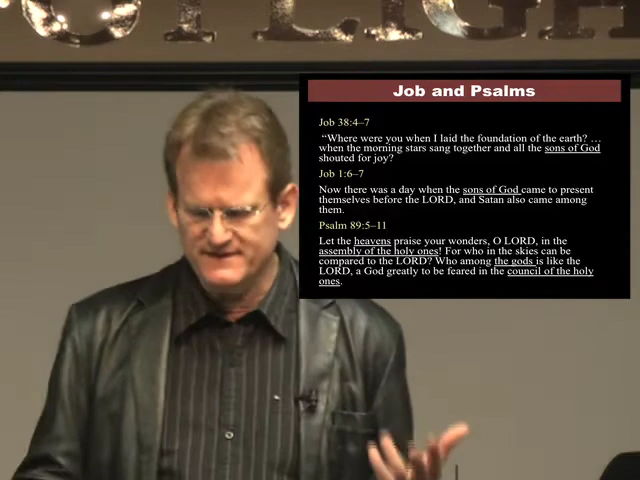 OTLIGH
Job and Psalms
Job 38:4–7
“Where were you when I laid the foundation of the earth? …
when the morning stars sang together and all the sons of God
shouted for joy?
Job 1:6–7
Now there was a day when the sons of God came to present
themselves before the LORD, and Satan also came among
them.
Psalm 89:5–11
Let the heavens praise your wonders, O LORD, in the
assembly of the holy ones! For who in the skies can be
compared to the LORD? Who among the gods is like the
LORD, a God greatly to be feared in the council of the holy
ones.